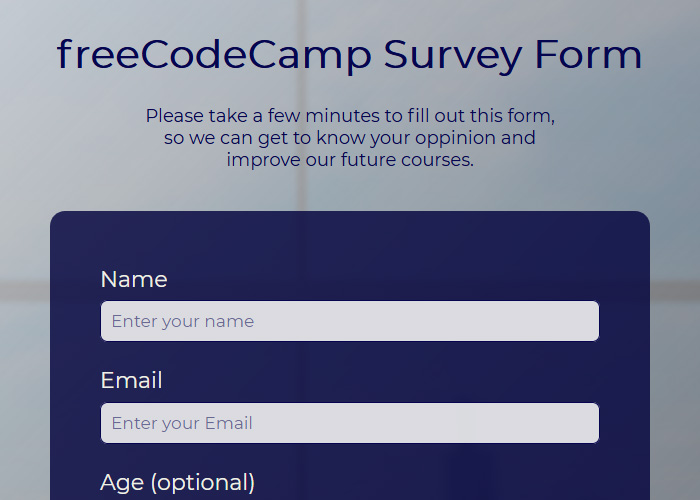 freeCodeCamp Survey Form
Please take a few minutes to fill out this form,
so we can get to know your oppinion and
improve our future courses.
Name
Enter your name
Email
Enter your Email
Age (optional)